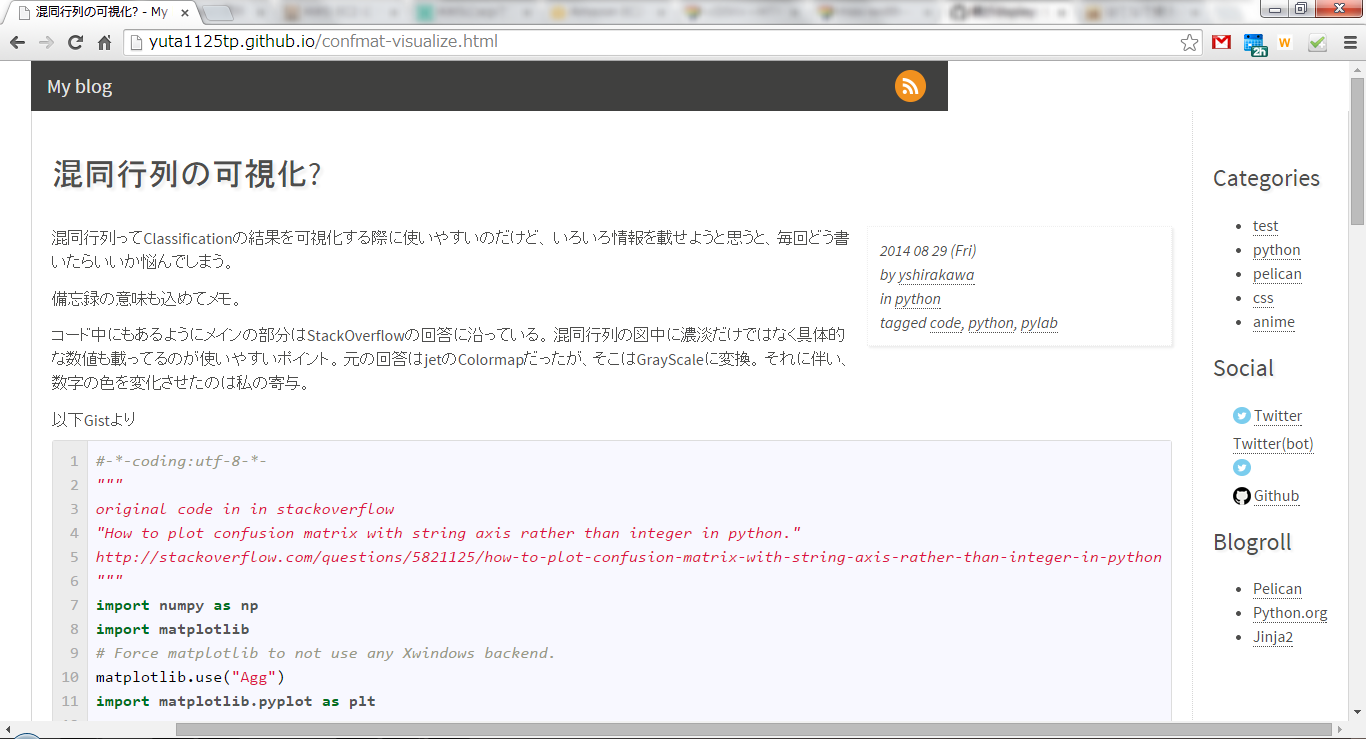 混同行列の可視化? - My
yuta1125tp.github.io/confmat-visualize.html
2h
My blog
混同行列の可視化?
混同行列ってClassificationの結果を可視化する際に使いやすいのだけど、いろいろ情報を載せようと思うと、毎回どう書
いたらいいか悩んでしまう。
備忘録の意味も込めてメモ。
コード中にもあるようにメインの部分はStackOverflowの回答に沿っている。混同行列の図中に濃淡だけではなく具体的
な数値も載ってるのが使いやすいポイント。元の回答はjetのColormapだったが、そこはGrayScaleに変換。それに伴い、
数字の色を変化させたのは私の寄与。
以下Gistより
2014 08 29 (Fri)
by yshirakawa
in python
tagged code, python, pylab
1 #-*-coding:utf-8-*-
2 """
3 original code in in stackoverflow
4 "How to plot confusion matrix with string axis rather than integer in python."
5 http://stackoverflow.com/questions/5821125/how-to-plot-confusion-matrix-with-string-axis-rather-than-integer-in-python
6 """
7 import numpy as np
8 import matplotlib
9 # Force matplotlib to not use any Xwindows backend.
10 matplotlib.use("Agg")
11 import matplotlib.pyplot as plt
Categories
test
python
pelican
css
anime
Social
Twitter
Twitter(bot)
Github
Blogroll
Pelican
Python.org
Jinja2